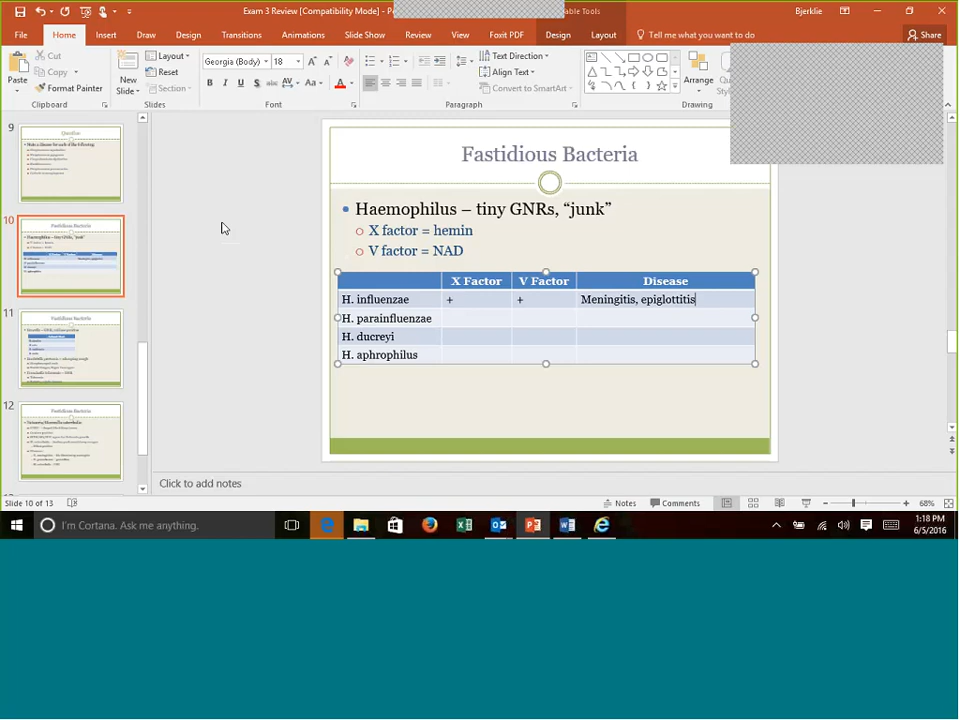 Exam 3 Review [Compatibility Mode] - P
ble Tools
Bjerklie
File Home Insert Draw Design Transitions Animations Slide Show Review View Foxit PDF Design Layout Tell me what you want to do Share
Cut
Copy
Format Painter
Paste
Clipboard
New
Slide
Layout
Reset
Section
Slides
Georgia (Body) 18
B I U S abc AV Aa A
Font
Text Direction
Align Text
Convert to SmartArt
Paragraph
Arrange
Drawing
9
10
11
12
Fastidious Bacteria
Haemophilus – tiny GNRs, “junk”
X factor = hemin
V factor = NAD
X Factor V Factor Disease
H. influenzae + + Meningitis, epiglottitis
H. parainfluenzae
H. ducreyi
H. aphrophilus
Click to add notes
Slide 10 of 13
Notes Comments 68%
I'm Cortana. Ask me anything.
1:18 PM
6/5/2016